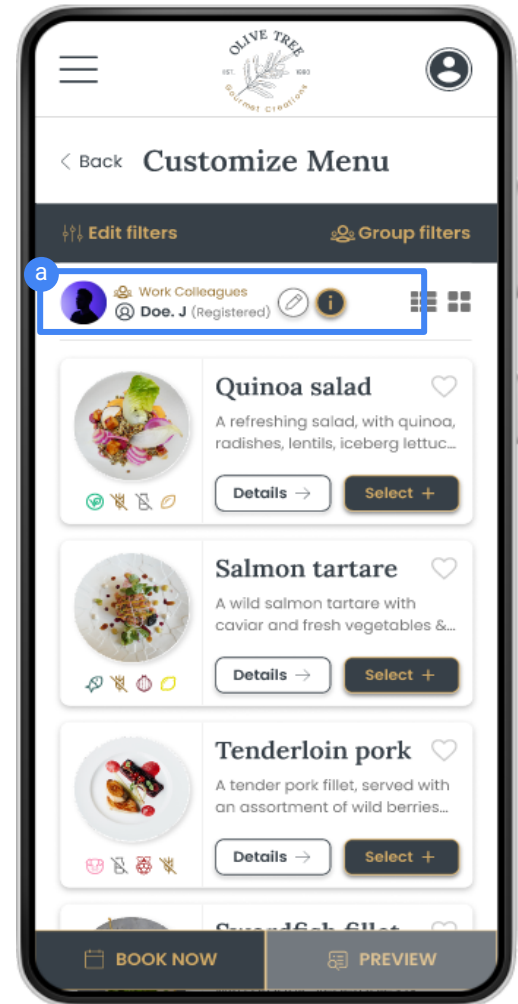 OLIVE TREE
EST. 1980
Gourmet Creations
Back Customize Menu
Edit filters Group filters
a
Work Colleagues
Doe. J (Registered)
i
Quinoa salad
A refreshing salad, with quinoa,
radishes, lentils, iceberg lettuc...
Details → Select +
Salmon tartare
A wild salmon tartare with
caviar and fresh vegetables &...
Details → Select +
Tenderloin pork
A tender pork fillet, served with
an assortment of wild berries...
Details → Select +
Swordfish fillet
BOOK NOW PREVIEW